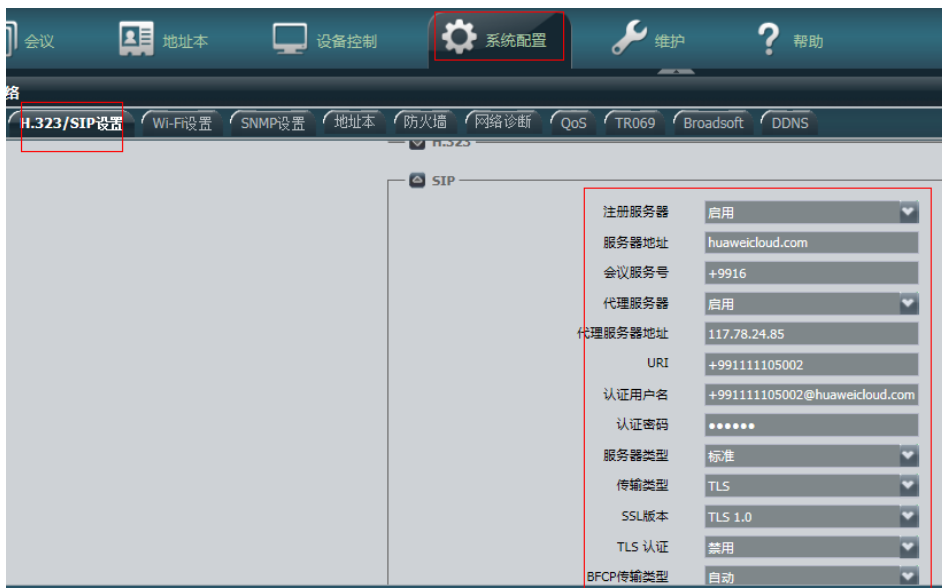 会议 地址本 设备控制 系统配置 维护 ? 帮助
络
H.323/SIP设置 Wi-Fi设置 SNMP设置 地址本 防火墙 网络诊断 QoS TR069 Broadsoft DDNS
H.323
SIP
注册服务器 启用
服务器地址 huaweicloud.com
会议服务号 +9916
代理服务器 启用
代理服务器地址 117.78.24.85
URI +991111105002
认证用户名 +991111105002@huaweicloud.com
认证密码 ••••••
服务器类型 标准
传输类型 TLS
SSL版本 TLS 1.0
TLS 认证 禁用
BFCP传输类型 自动